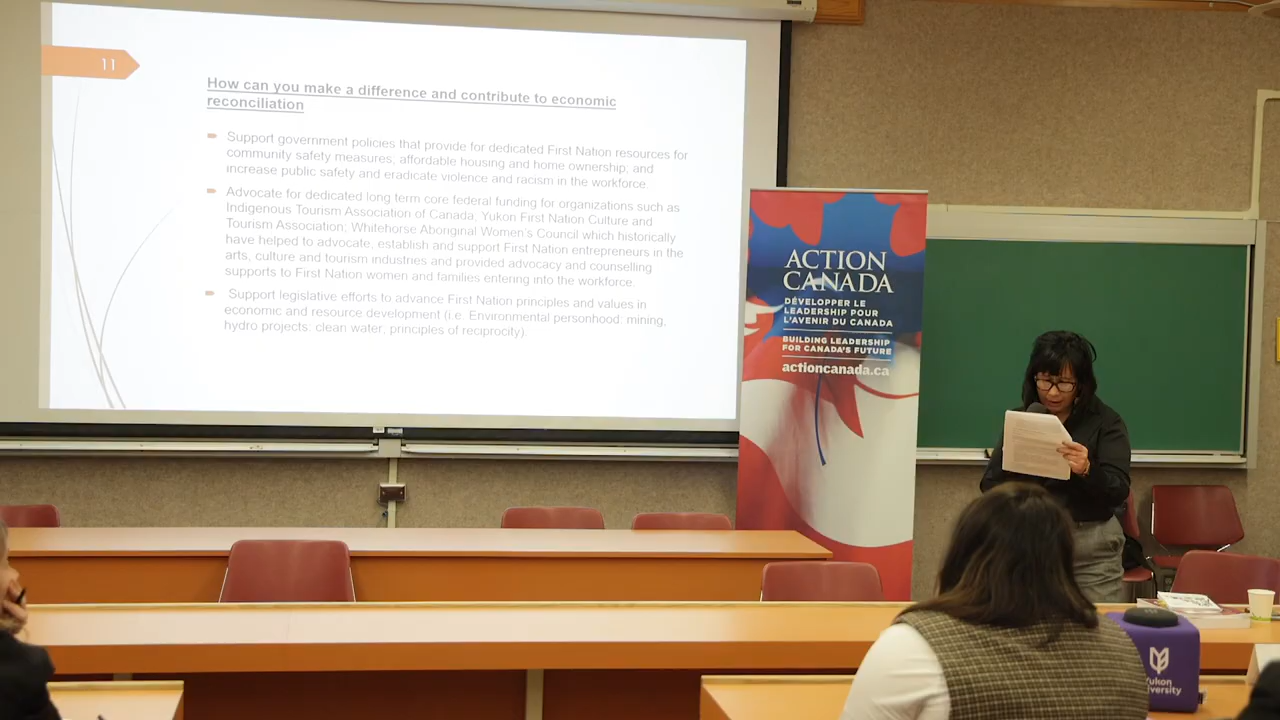 11
How can you make a difference and contribute to economic
reconciliation
Support government policies that provide for dedicated First Nation resources for
community safety measures; affordable housing and home ownership; and
increase public safety and eradicate violence and racism in the workforce.
Advocate for dedicated long term core federal funding for organizations such as
Indigenous Tourism Association of Canada; Yukon First Nation Culture and
Tourism Association; Whitehorse Aboriginal Women's Council which historically
have helped to advocate; establish and support First Nation entrepreneurs in the
arts, culture and tourism industries and provided advocacy and counselling
supports to First Nation women and families entering into the workforce.
Support legislative efforts to advance First Nation principles and values in
economic and resource development (i.e. Environmental personhood: mining,
hydro projects: clean water; principles of reciprocity).
ACTION
CANADA
DÉVELOPPER LE
LEADERSHIP POUR
L'AVENIR DU CANADA
BUILDING LEADERSHIP
FOR CANADA'S FUTURE
actioncanada.ca
Yukon
University